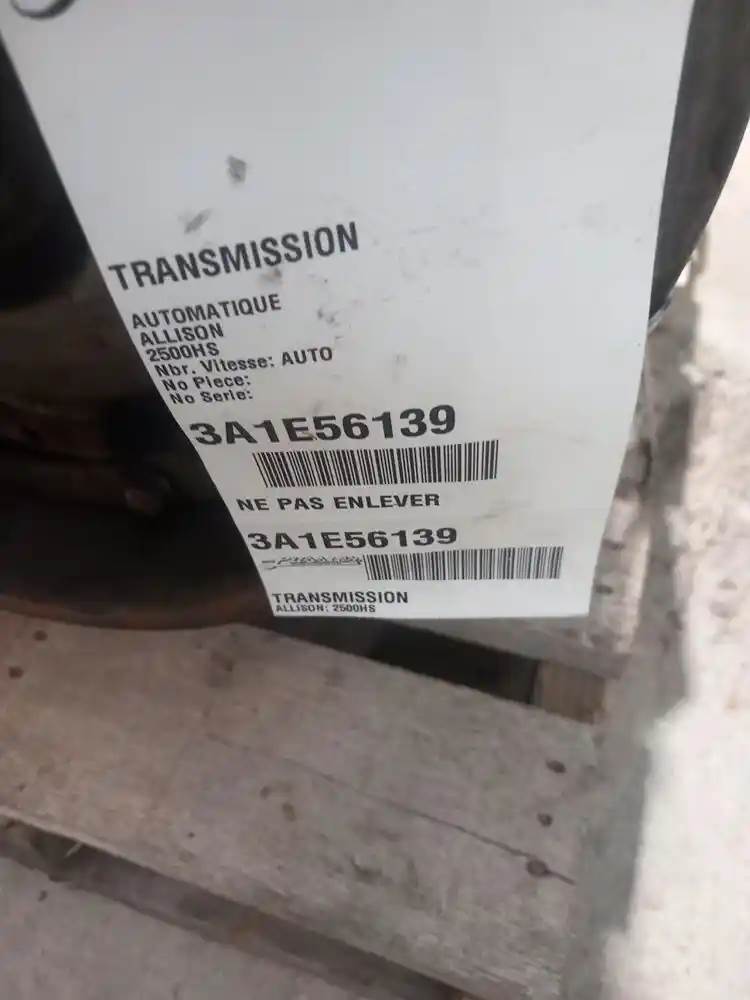 TRANSMISSION
AUTOMATIQUE
ALLISON
2500HS
Nbr. Vitesse: AUTO
No Piece:
No Serie:
3A1E56139
NE PAS ENLEVER
3A1E56139
TRANSMISSION
ALLISON: 2500HS